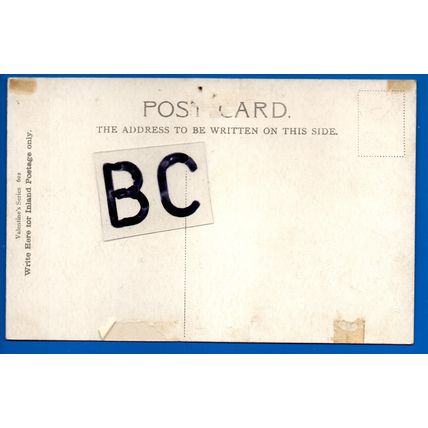 POST CARD.
THE ADDRESS TO BE WRITTEN ON THIS SIDE.
BC
Valentine's Series 602
Write Here for Inland Postage only.